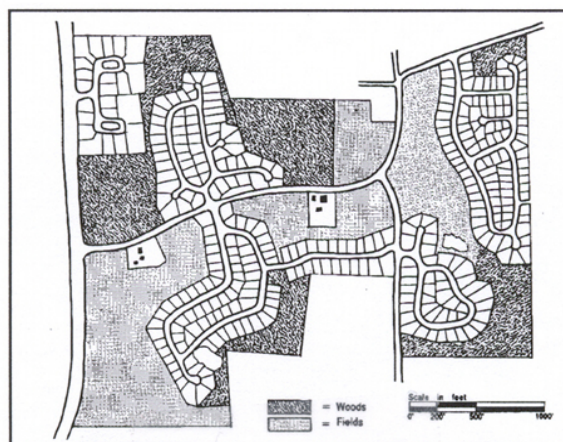 = Woods
= Fields
Scale in feet
0' 200' 500' 1000'